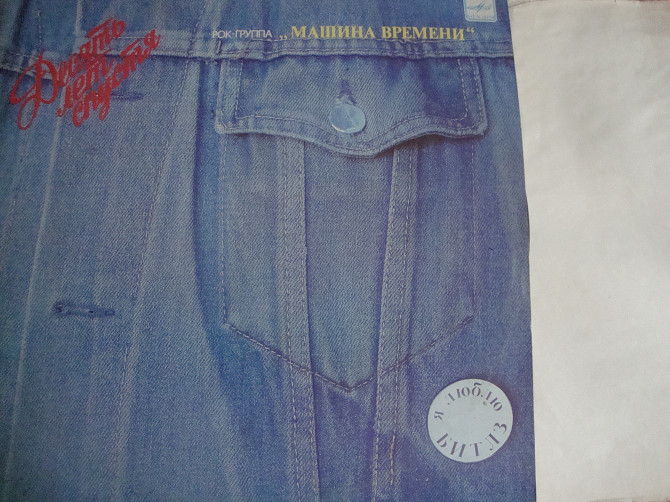 РОК-ГРУППА „МАШИНА ВРЕМЕНИ“
Десять
лет
спустя
Я ЛЮБЛЮ
БИТЛЗ